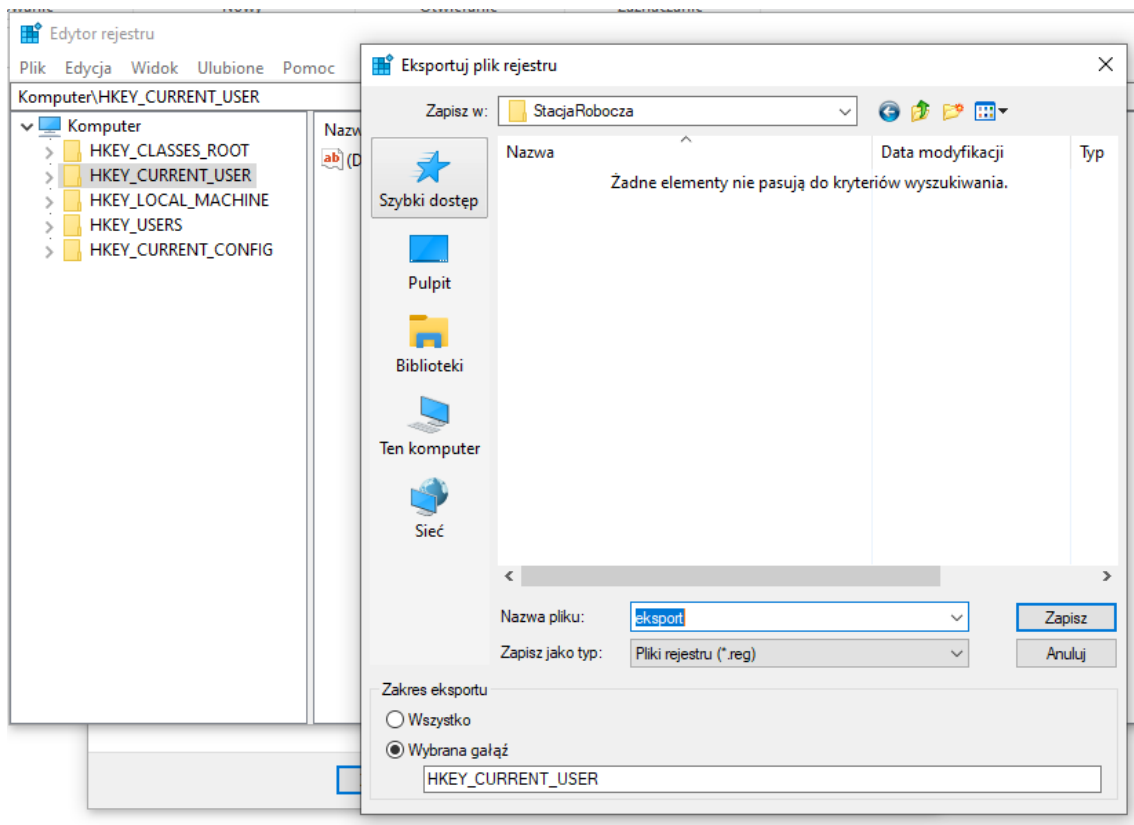 Edytor rejestru
Plik Edycja Widok Ulubione Pomoc
Komputer\HKEY_CURRENT_USER
Komputer
HKEY_CLASSES_ROOT
HKEY_CURRENT_USER
HKEY_LOCAL_MACHINE
HKEY_USERS
HKEY_CURRENT_CONFIG
Nazw
ab (D
Eksportuj plik rejestru
Zapisz w: StacjaRobocza
Nazwa Data modyfikacji Typ
Żadne elementy nie pasują do kryteriów wyszukiwania.
Szybki dostęp
Pulpit
Biblioteki
Ten komputer
Sieć
Nazwa pliku: eksport Zapisz
Zapisz jako typ: Pliki rejestru (*.reg) Anuluj
Zakres eksportu
Wszystko
Wybrana gałąź
HKEY_CURRENT_USER